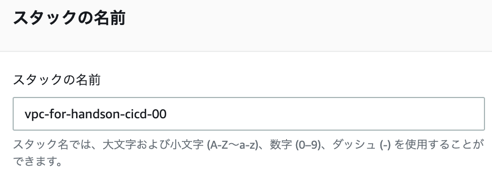 スタックの名前
スタックの名前
vpc-for-handson-cicd-00
スタック名では、大文字および小文字 (A-Z～a-z)、数字 (0–9)、ダッシュ (-) を使用することが
できます。